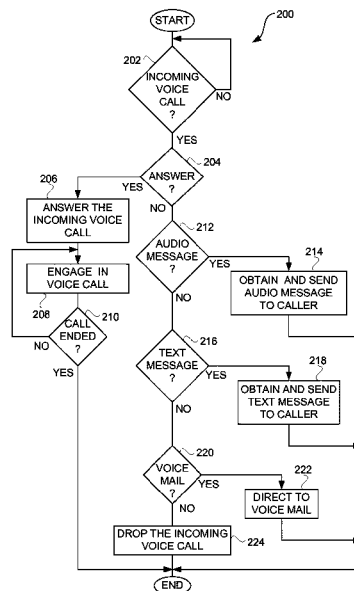 START
200
202
INCOMING
VOICE
CALL
?
NO
YES
204
ANSWER
?
YES
NO
206
ANSWER THE
INCOMING VOICE
CALL
ENGAGE IN
VOICE CALL
208
210
CALL
ENDED
?
NO
YES
212
AUDIO
MESSAGE
?
YES
NO
214
OBTAIN AND SEND
AUDIO MESSAGE
TO CALLER
216
TEXT
MESSAGE
?
YES
NO
218
OBTAIN AND SEND
TEXT MESSAGE
TO CALLER
220
VOICE
MAIL
?
YES
NO
222
DIRECT TO
VOICE MAIL
DROP THE INCOMING
VOICE CALL
224
END